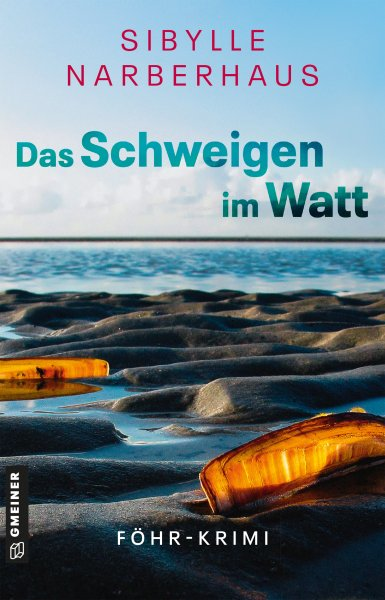 SIBYLLE
NARBERHAUS
Das Schweigen
im Watt
GMEINER
FÖHR-KRIMI